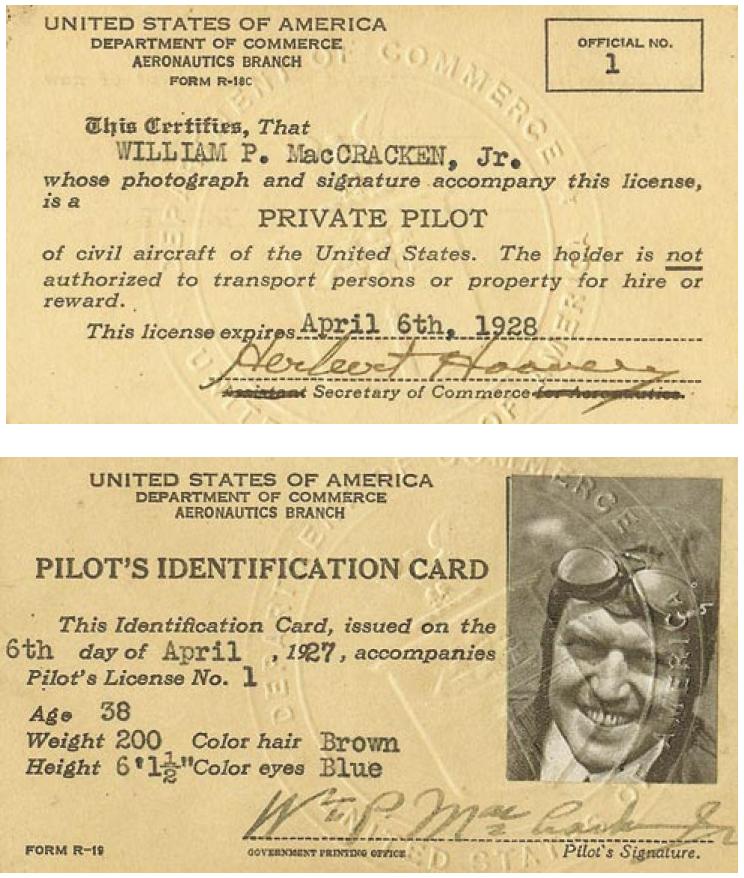 UNITED STATES OF AMERICA
DEPARTMENT OF COMMERCE
AERONAUTICS BRANCH
FORM R-18C
OFFICIAL NO.
1
This Certifies, That
WILLIAM P. MacCRACKEN, Jr.
whose photograph and signature accompany this license,
is a
PRIVATE PILOT
of civil aircraft of the United States. The holder is not
authorized to transport persons or property for hire or
reward.
This license expires April 6th, 1928
Herbert Hoover
Assistant Secretary of Commerce for Aeronautics.
UNITED STATES OF AMERICA
DEPARTMENT OF COMMERCE
AERONAUTICS BRANCH
PILOT'S IDENTIFICATION CARD
This Identification Card, issued on the
6th day of April , 1927, accompanies
Pilot's License No. 1
Age 38
Weight 200 Color hair Brown
Height 6'1½" Color eyes Blue
Wm P. MacCracken Jr
FORM R-19
GOVERNMENT PRINTING OFFICE
Pilot's Signature.